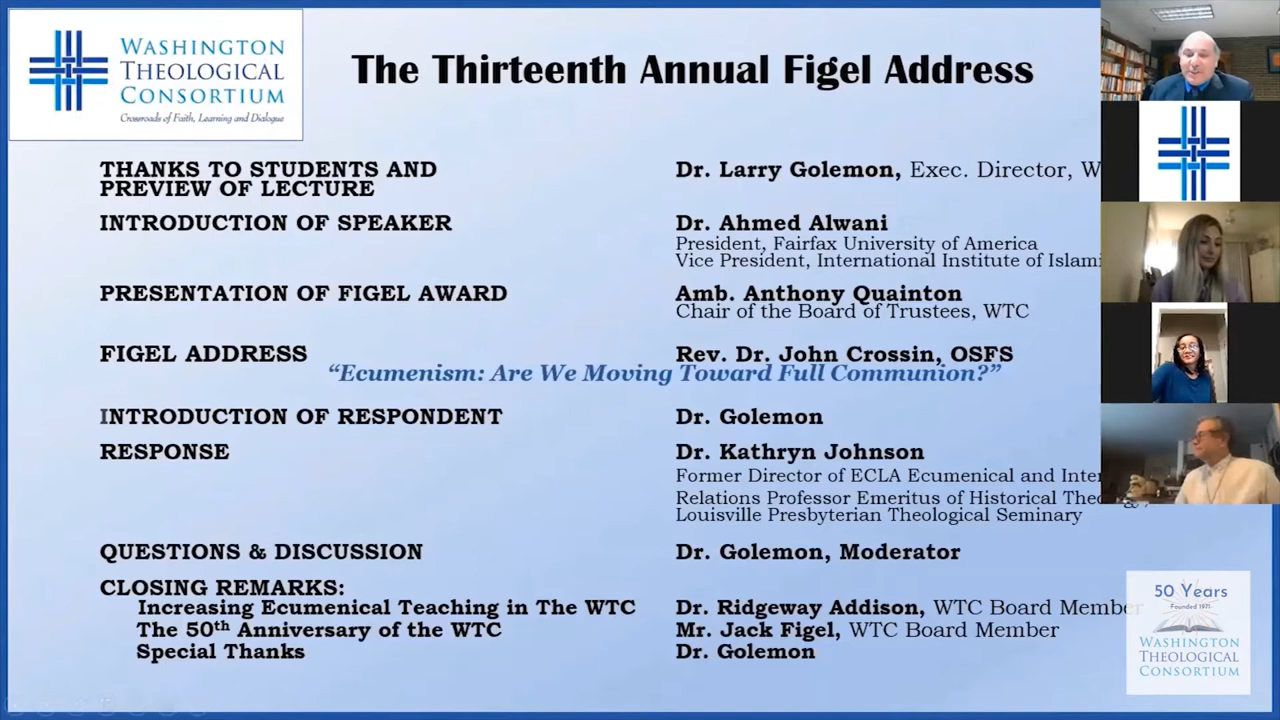 WASHINGTON
THEOLOGICAL
CONSORTIUM
Crossroads of Faith, Learning and Dialogue
The Thirteenth Annual Figel Address
THANKS TO STUDENTS AND
PREVIEW OF LECTURE
Dr. Larry Golemon, Exec. Director, W
INTRODUCTION OF SPEAKER
Dr. Ahmed Alwani
President, Fairfax University of America
Vice President, International Institute of Islami
PRESENTATION OF FIGEL AWARD
Amb. Anthony Quainton
Chair of the Board of Trustees, WTC
FIGEL ADDRESS
Rev. Dr. John Crossin, OSFS
“Ecumenism: Are We Moving Toward Full Communion?”
INTRODUCTION OF RESPONDENT
Dr. Golemon
RESPONSE
Dr. Kathryn Johnson
Former Director of ECLA Ecumenical and Inter
Relations Professor Emeritus of Historical Theology,
Louisville Presbyterian Theological Seminary
QUESTIONS & DISCUSSION
Dr. Golemon, Moderator
CLOSING REMARKS:
Increasing Ecumenical Teaching in The WTC
Dr. Ridgeway Addison, WTC Board Member
The 50th Anniversary of the WTC
Mr. Jack Figel, WTC Board Member
Special Thanks
Dr. Golemon
50 Years
Founded 1971
WASHINGTON
THEOLOGICAL
CONSORTIUM